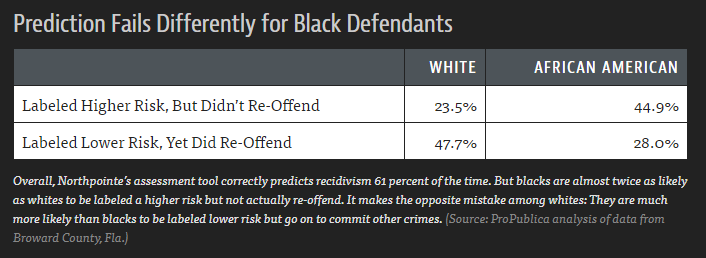 Prediction Fails Differently for Black Defendants
WHITE AFRICAN AMERICAN
Labeled Higher Risk, But Didn't Re-Offend 23.5% 44.9%
Labeled Lower Risk, Yet Did Re-Offend 47.7% 28.0%
Overall, Northpointe's assessment tool correctly predicts recidivism 61 percent of the time. But blacks are almost twice as likely
as whites to be labeled a higher risk but not actually re-offend. It makes the opposite mistake among whites: They are much
more likely than blacks to be labeled lower risk but go on to commit other crimes. (Source: ProPublica analysis of data from
Broward County, Fla.)